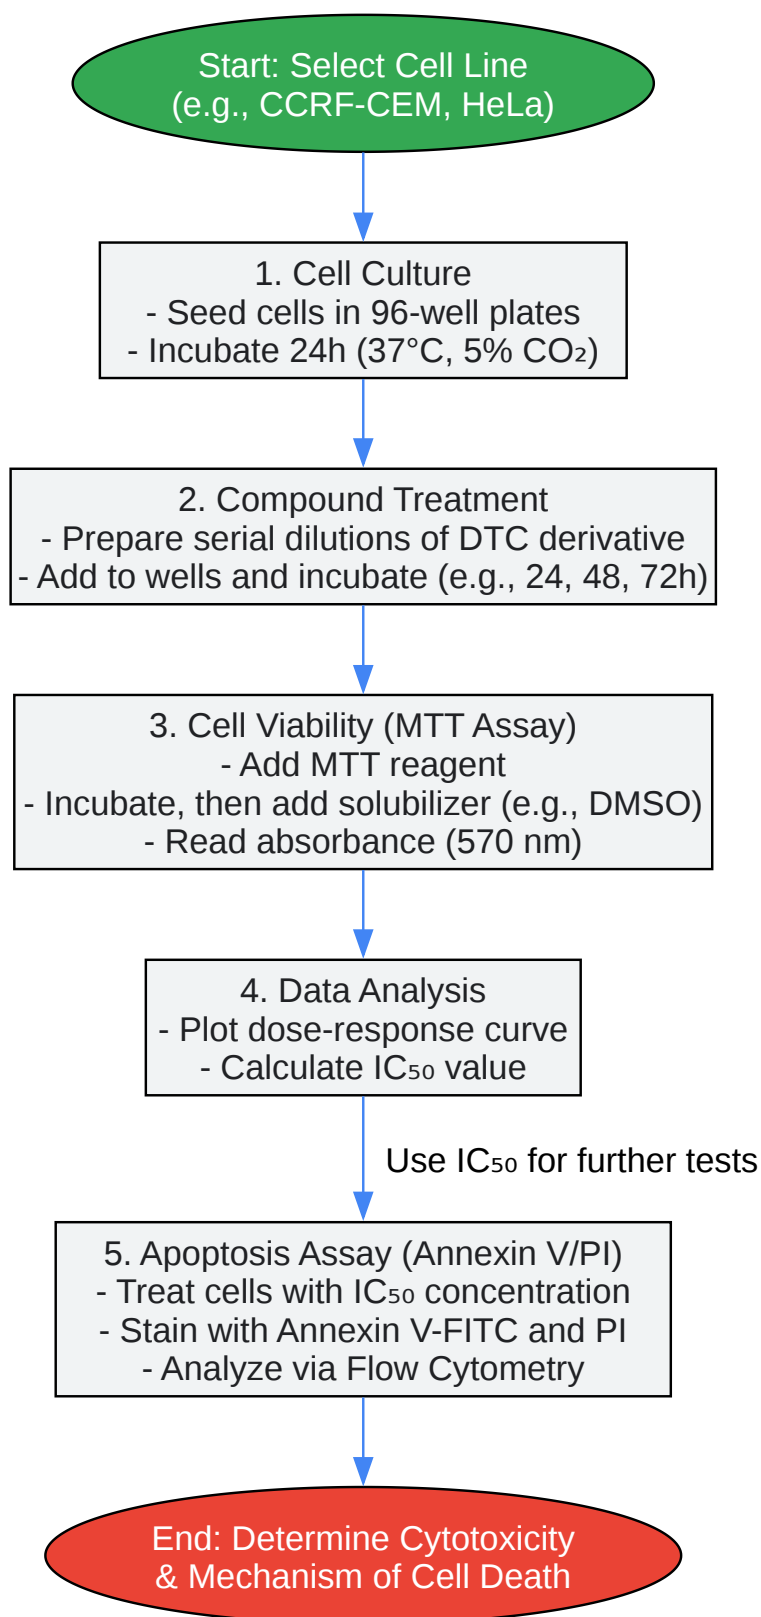 Start: Select Cell Line
(e.g., CCRF-CEM, HeLa)
1. Cell Culture
- Seed cells in 96-well plates
- Incubate 24h (37°C, 5% CO₂)
2. Compound Treatment
- Prepare serial dilutions of DTC derivative
- Add to wells and incubate (e.g., 24, 48, 72h)
3. Cell Viability (MTT Assay)
- Add MTT reagent
- Incubate, then add solubilizer (e.g., DMSO)
- Read absorbance (570 nm)
4. Data Analysis
- Plot dose-response curve
- Calculate IC₅₀ value
Use IC₅₀ for further tests
5. Apoptosis Assay (Annexin V/PI)
- Treat cells with IC₅₀ concentration
- Stain with Annexin V-FITC and PI
- Analyze via Flow Cytometry
End: Determine Cytotoxicity
& Mechanism of Cell Death